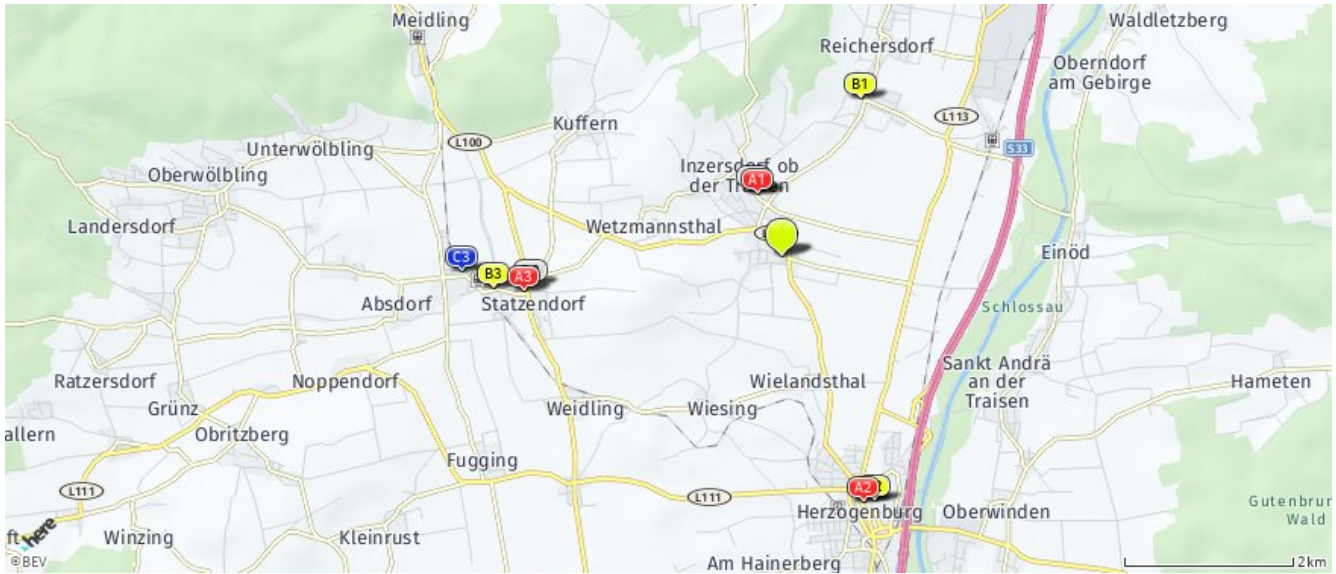 Meidling
Waldletzberg
Reichersdorf
Oberndorf
am Gebirge
B1
L113
Kuffern
L100
S33
Unterwölbling
Inzersdorf ob
der Traisen
A1
Oberwölbling
Landersdorf
Wetzmannsthal
Einöd
C3
B3
A3
Absdorf
Statzendorf
Schlossau
Sankt Andrä
an der
Traisen
Ratzersdorf
Noppendorf
Wielandsthal
Hameten
Grünz
Weidling
Wiesing
allern
Obritzberg
Fugging
L111
L111
A2
Herzogenburg
Oberwinden
Gutenbrun
Wald
ft
here
Winzing
Kleinrust
Am Hainerberg
2km
©BEV